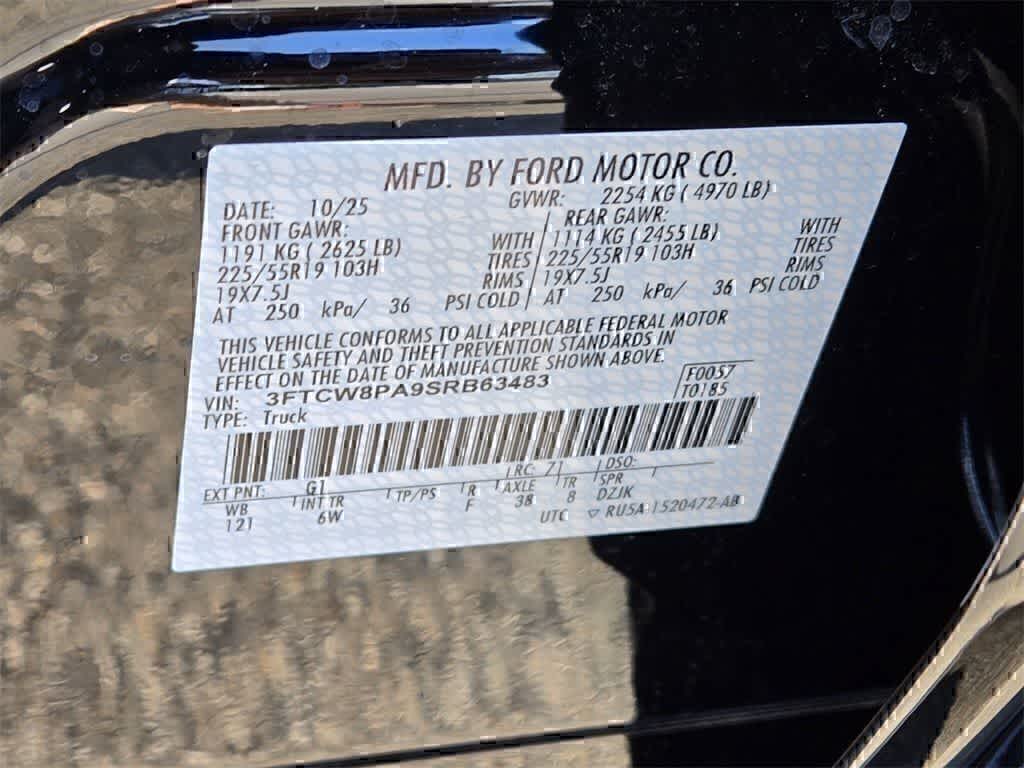 MFD. BY FORD MOTOR CO.
DATE: 10/25 GVWR: 2254 KG ( 4970 LB)
FRONT GAWR: REAR GAWR:
1191 KG ( 2625 LB) WITH 1114 KG ( 2455 LB) WITH
225/55R19 103H TIRES 225/55R19 103H TIRES
19X7.5J RIMS 19X7.5J RIMS
AT 250 kPa/ 36 PSI COLD AT 250 kPa/ 36 PSI COLD
THIS VEHICLE CONFORMS TO ALL APPLICABLE FEDERAL MOTOR
VEHICLE SAFETY AND THEFT PREVENTION STANDARDS IN
EFFECT ON THE DATE OF MANUFACTURE SHOWN ABOVE.
VIN: 3FTCW8PA9SRB63483 F0057
TYPE: Truck T0185
EXT PNT: G1 RC: 71 DSO:
WB INT TR TP/PS R AXLE TR SPR
121 6W F 38 8 DZJK
UTC ▽ RU5A-1520472-AB